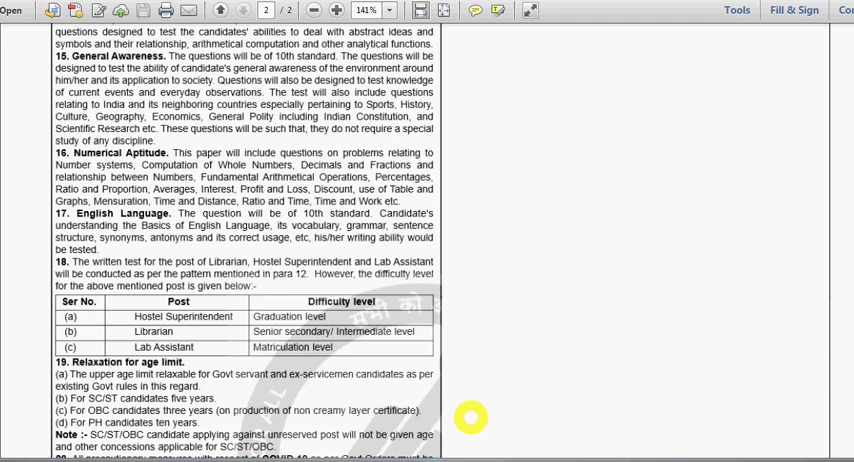 Open
2 / 2
141%
Tools
Fill & Sign
questions designed to test the candidates' abilities to deal with abstract ideas and
symbols and their relationship, arithmetical computation and other analytical functions.
15. General Awareness. The questions will be of 10th standard. The questions will be
designed to test the ability of candidate's general awareness of the environment around
him/her and its application to society. Questions will also be designed to test knowledge
of current events and everyday observations. The test will also include questions
relating to India and its neighboring countries especially pertaining to Sports, History,
Culture, Geography, Economics, General Polity including Indian Constitution, and
Scientific Research etc. These questions will be such that, they do not require a special
study of any discipline.
16. Numerical Aptitude. This paper will include questions on problems relating to
Number systems, Computation of Whole Numbers, Decimals and Fractions and
relationship between Numbers, Fundamental Arithmetical Operations, Percentages,
Ratio and Proportion, Averages, Interest, Profit and Loss, Discount, use of Table and
Graphs, Mensuration, Time and Distance, Ratio and Time, Time and Work etc.
17. English Language. The question will be of 10th standard. Candidate's
understanding the Basics of English Language, its vocabulary, grammar, sentence
structure, synonyms, antonyms and its correct usage, etc, his/her writing ability would
be tested.
18. The written test for the post of Librarian, Hostel Superintendent and Lab Assistant
will be conducted as per the pattern mentioned in para 12. However, the difficulty level
for the above mentioned post is given below:-
Ser No. Post Difficulty level
(a) Hostel Superintendent Graduation level
(b) Librarian Senior secondary/ Intermediate level
(c) Lab Assistant Matriculation level
सभी को
ALL
19. Relaxation for age limit.
(a) The upper age limit relaxable for Govt servant and ex-servicemen candidates as per
existing Govt rules in this regard.
(b) For SC/ST candidates five years.
(c) For OBC candidates three years (on production of non creamy layer certificate).
(d) For PH candidates ten years.
Note :- SC/ST/OBC candidate applying against unreserved post will not be given age
and other concessions applicable for SC/ST/OBC.
20. All precautionary measures with respect of COVID-19 as per Govt Orders must be